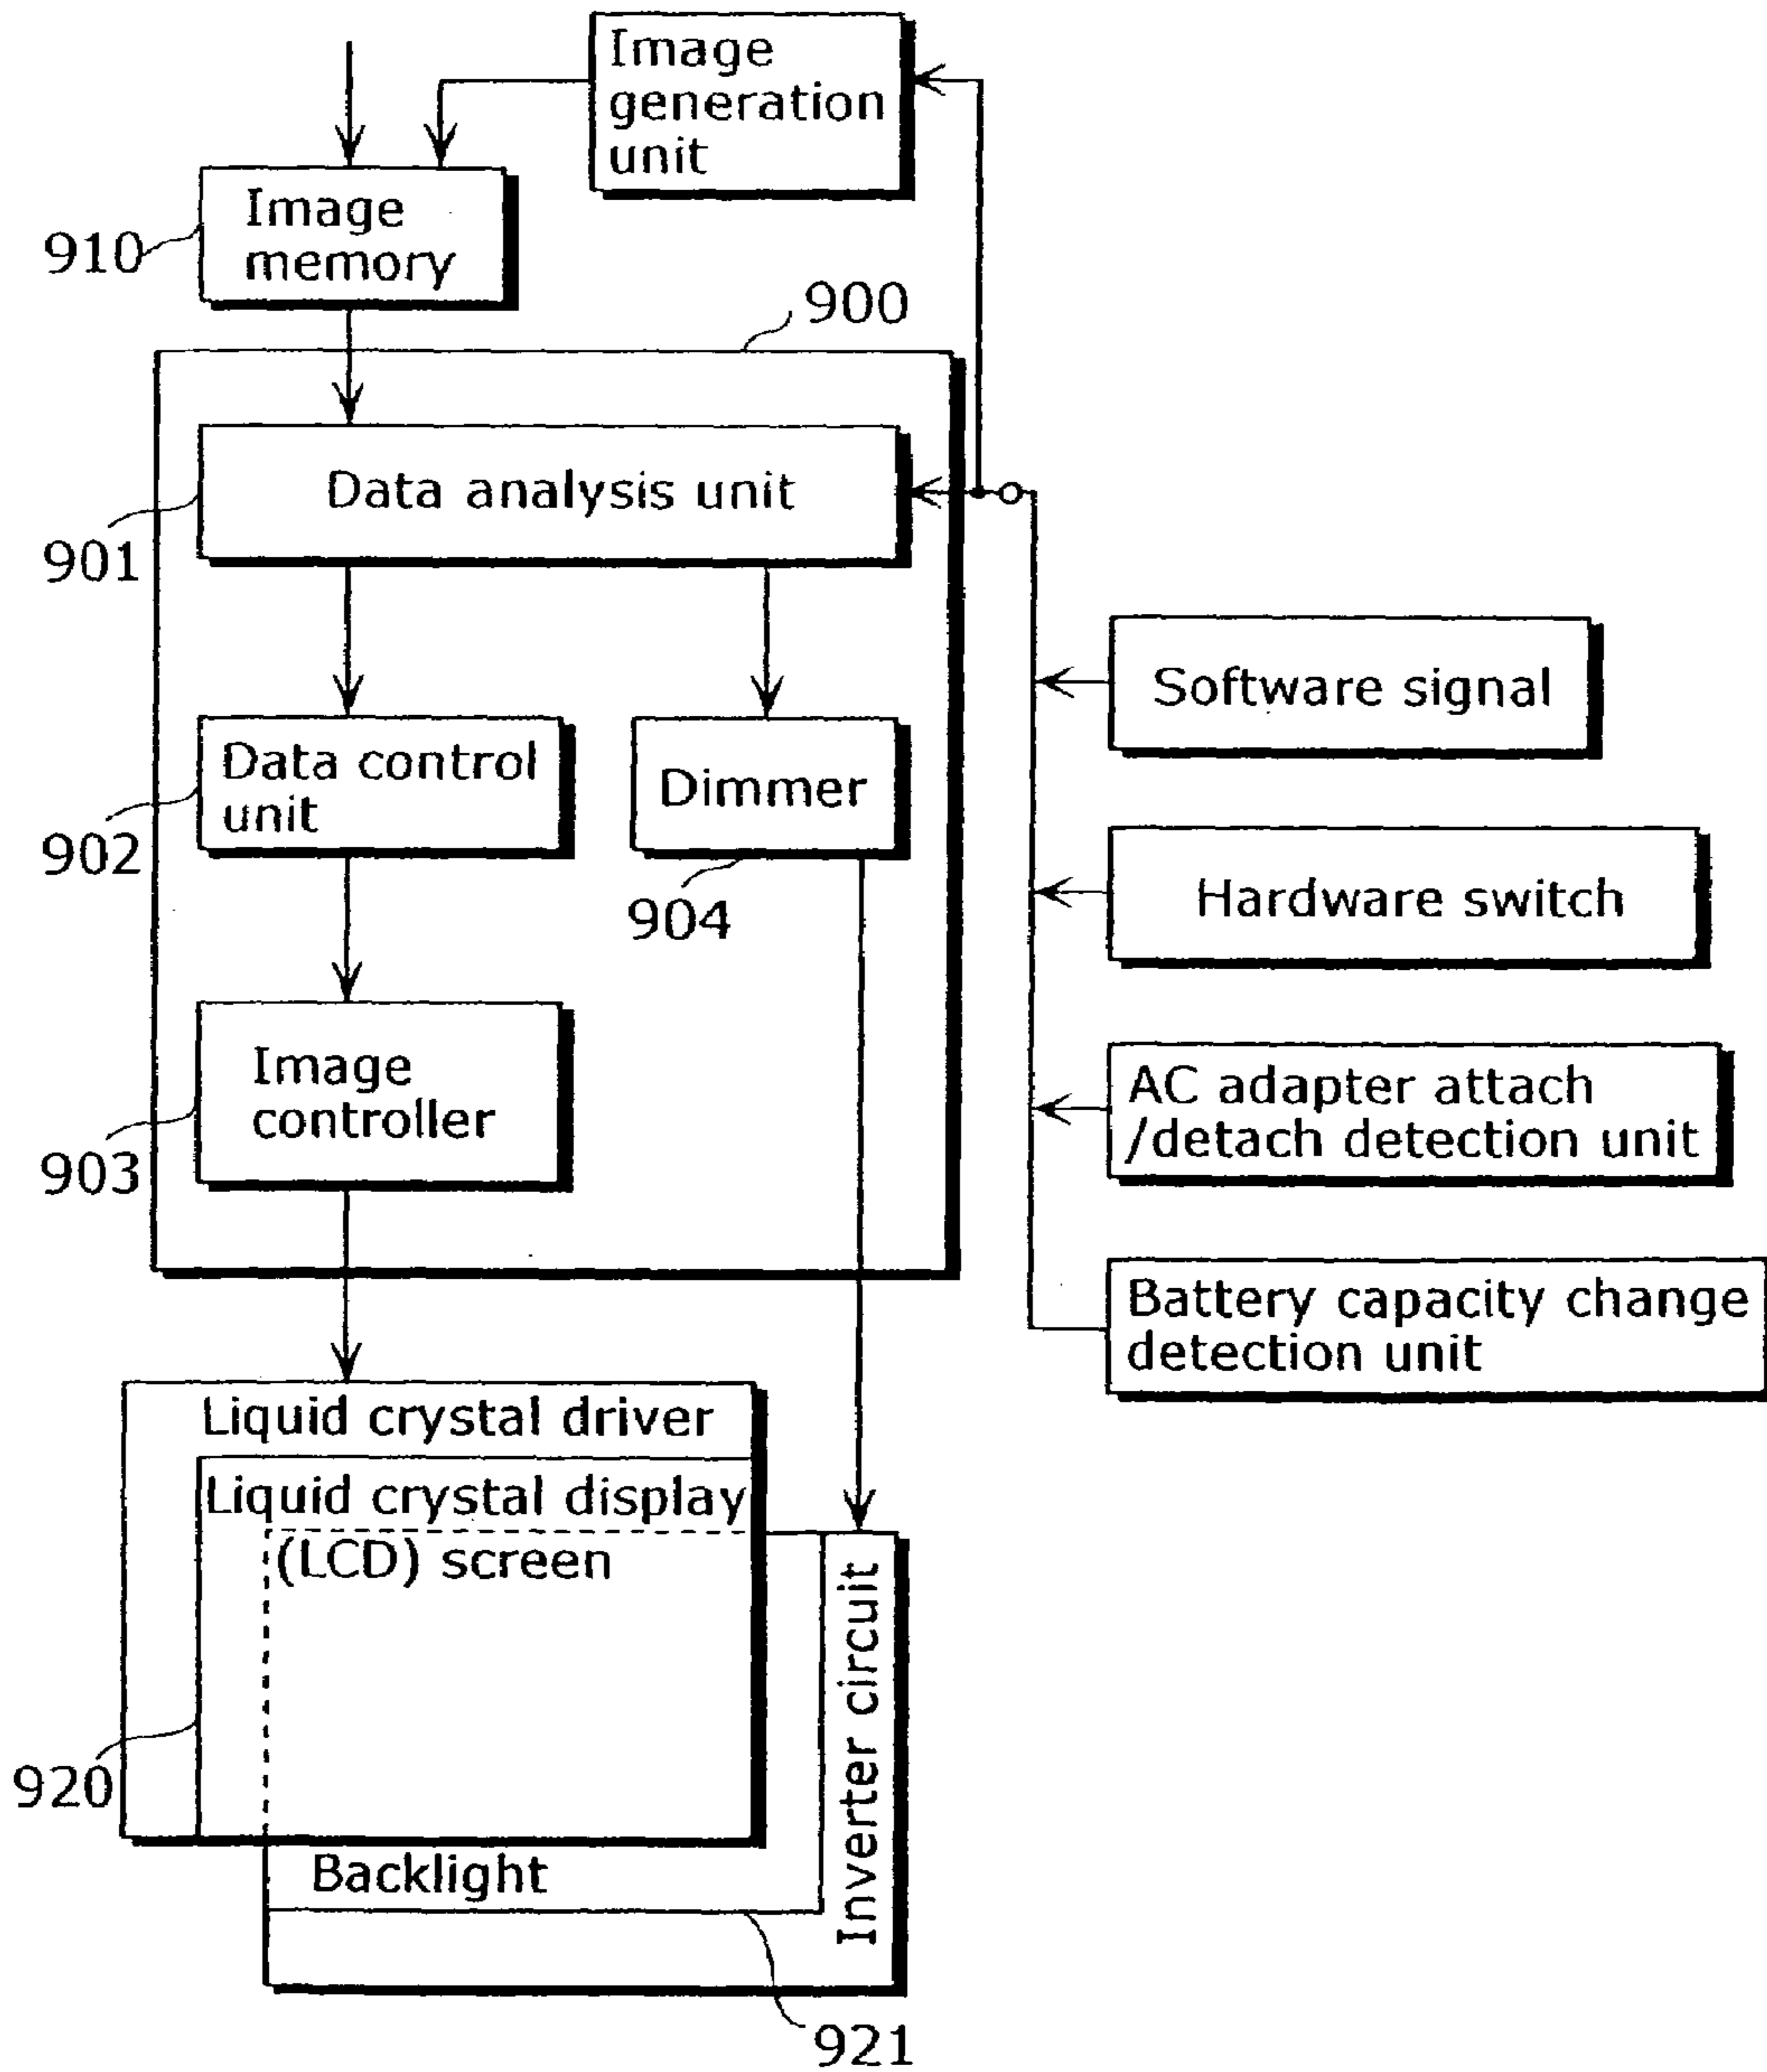 Image
generation
unit
Image
memory
910
900
Data analysis unit
901
Software signal
Data control
unit
902
Dimmer
904
Hardware switch
Image
controller
903
AC adapter attach
/detach detection unit
Battery capacity change
detection unit
Liquid crystal driver
Liquid crystal display
(LCD) screen
920
Inverter circuit
Backlight
921